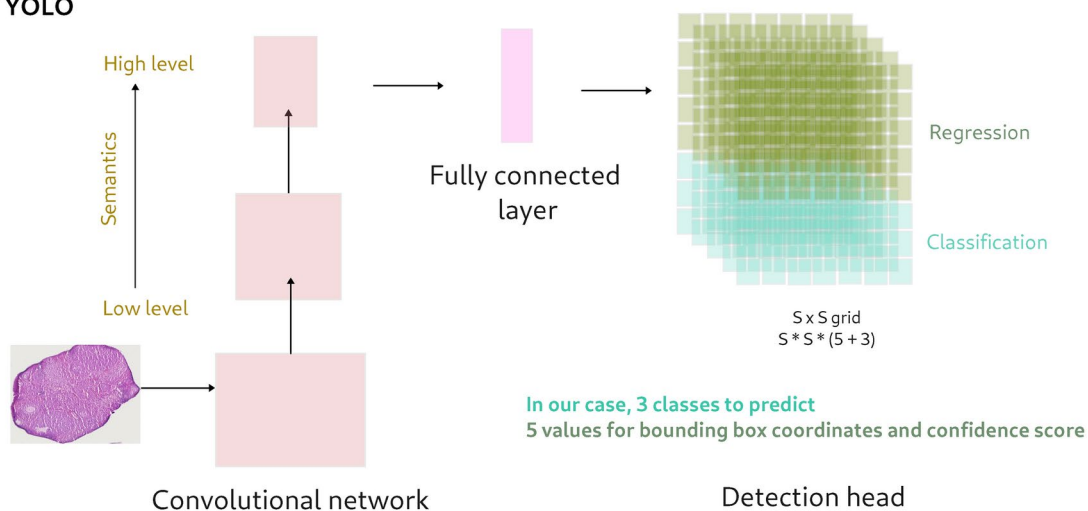 YOLO
High level
Semantics
Low level
Convolutional network
Fully connected
layer
Regression
Classification
S x S grid
S * S * (5 + 3)
In our case, 3 classes to predict
5 values for bounding box coordinates and confidence score
Detection head